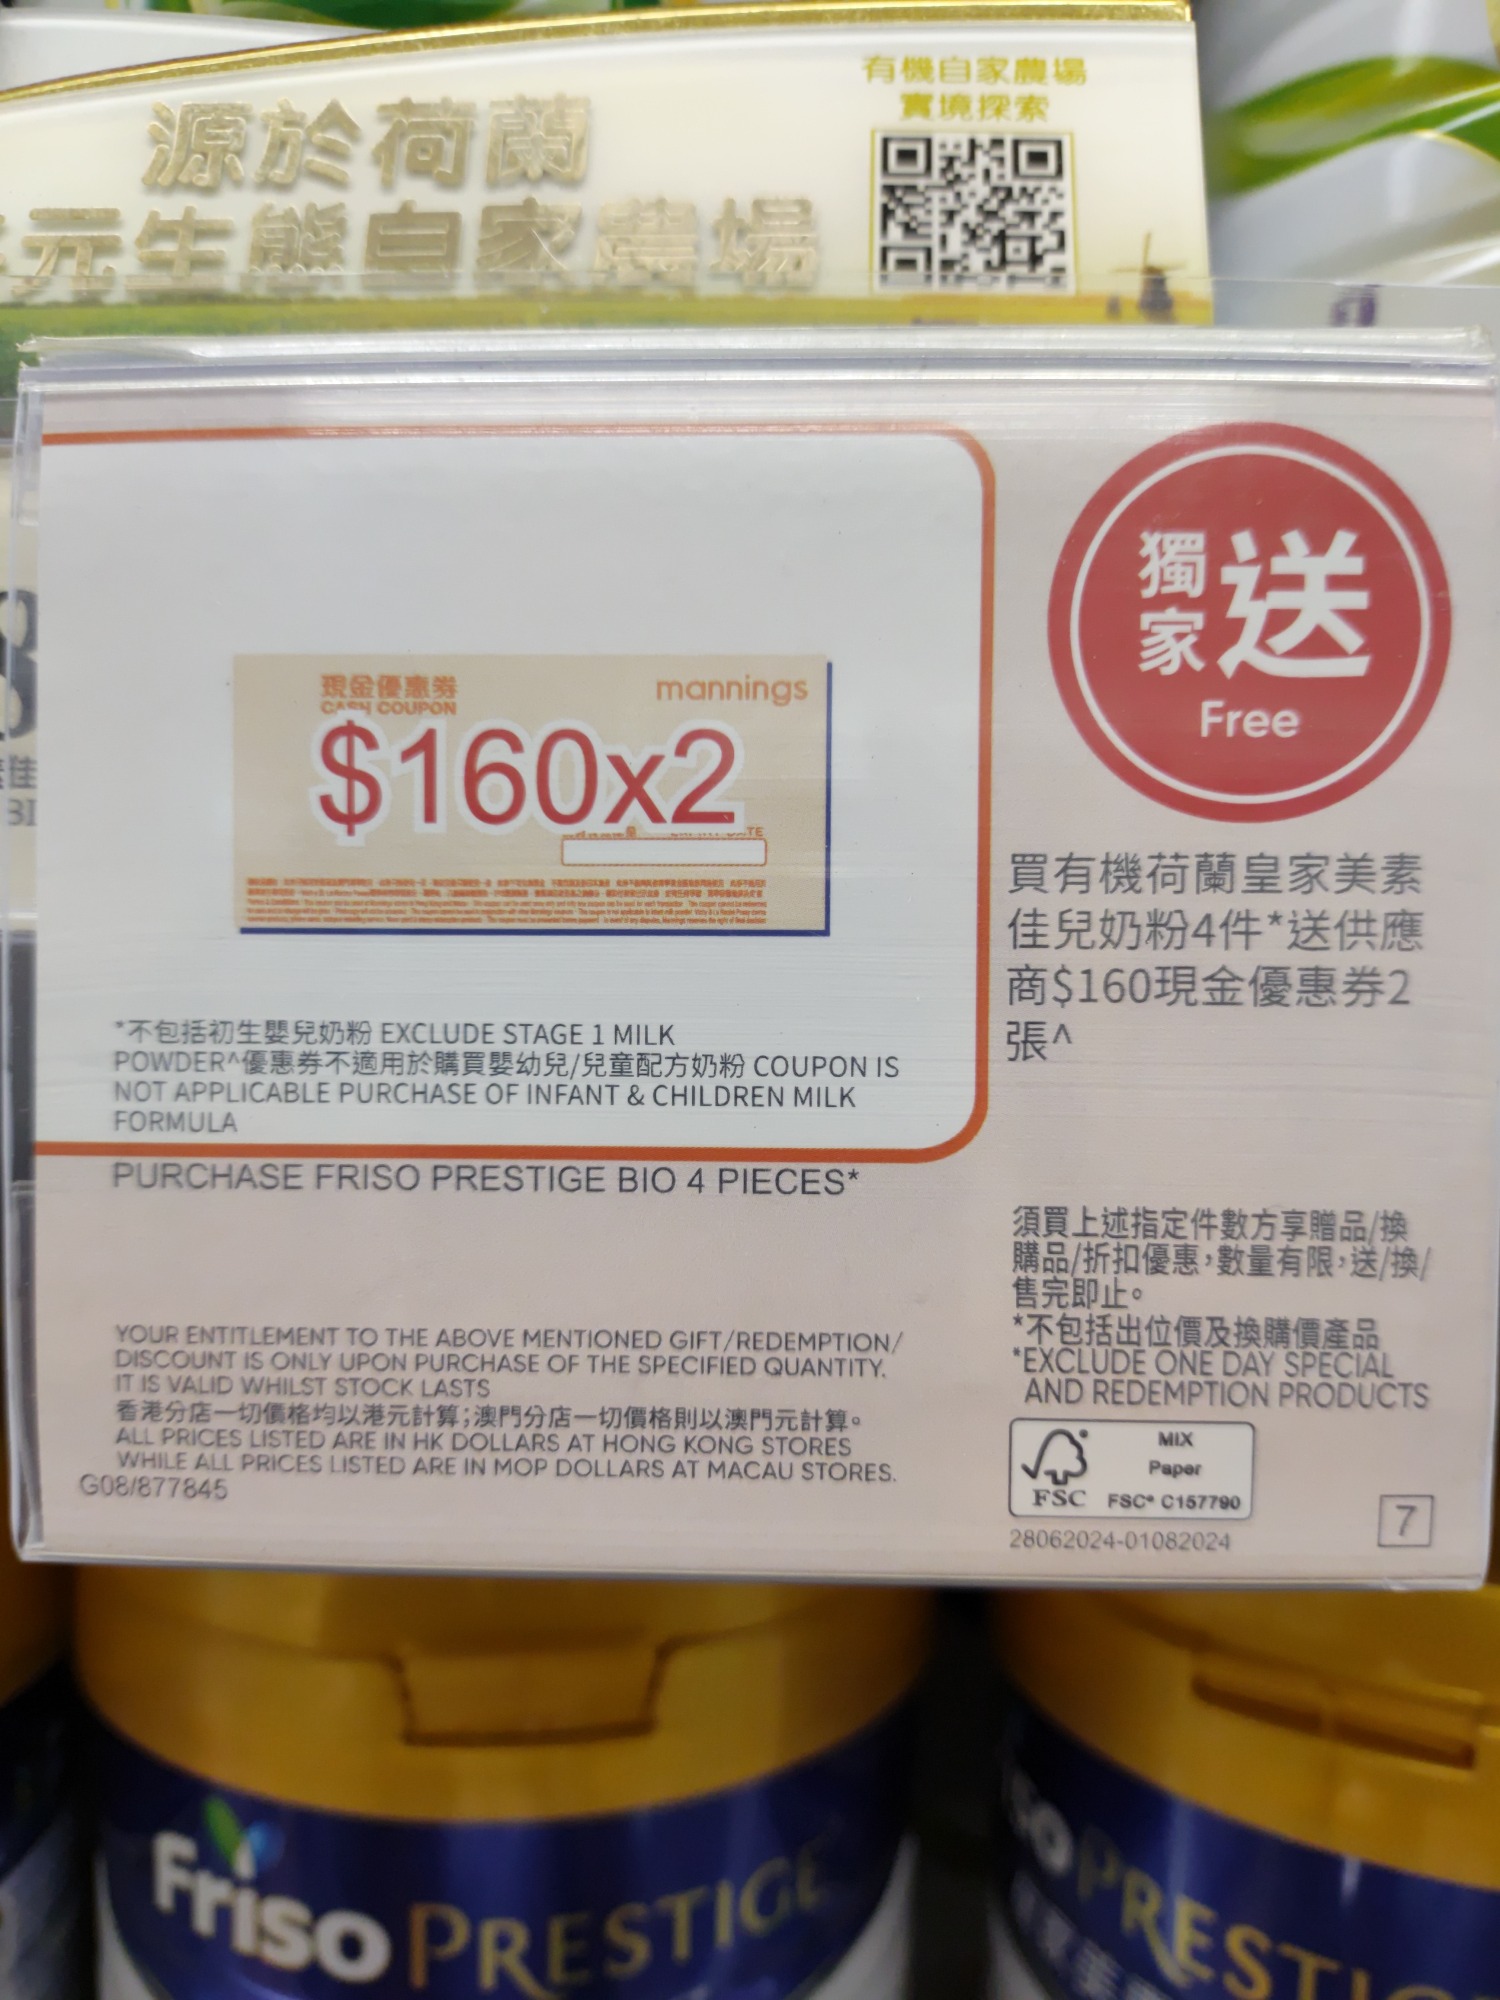 有機自家農場
實境探索
源於荷蘭
元生態自家農場
獨家 送
Free
現金優惠券
CASH COUPON
mannings
$160x2
買有機荷蘭皇家美素
佳兒奶粉4件*送供應
商$160現金優惠券2
張^
*不包括初生嬰兒奶粉 EXCLUDE STAGE 1 MILK
POWDER^優惠券不適用於購買嬰幼兒/兒童配方奶粉 COUPON IS
NOT APPLICABLE PURCHASE OF INFANT & CHILDREN MILK
FORMULA
PURCHASE FRISO PRESTIGE BIO 4 PIECES*
須買上述指定件數方享贈品/換
購品/折扣優惠,數量有限,送/換/
售完即止。
*不包括出位價及換購價產品
*EXCLUDE ONE DAY SPECIAL
AND REDEMPTION PRODUCTS
YOUR ENTITLEMENT TO THE ABOVE MENTIONED GIFT/REDEMPTION/
DISCOUNT IS ONLY UPON PURCHASE OF THE SPECIFIED QUANTITY.
IT IS VALID WHILST STOCK LASTS
香港分店一切價格均以港元計算;澳門分店一切價格則以澳門元計算。
ALL PRICES LISTED ARE IN HK DOLLARS AT HONG KONG STORES
WHILE ALL PRICES LISTED ARE IN MOP DOLLARS AT MACAU STORES.
G08/877845
MIX
Paper
FSC FSC® C157790
28062024-01082024
7
Friso PRESTIGE
PRESTIG